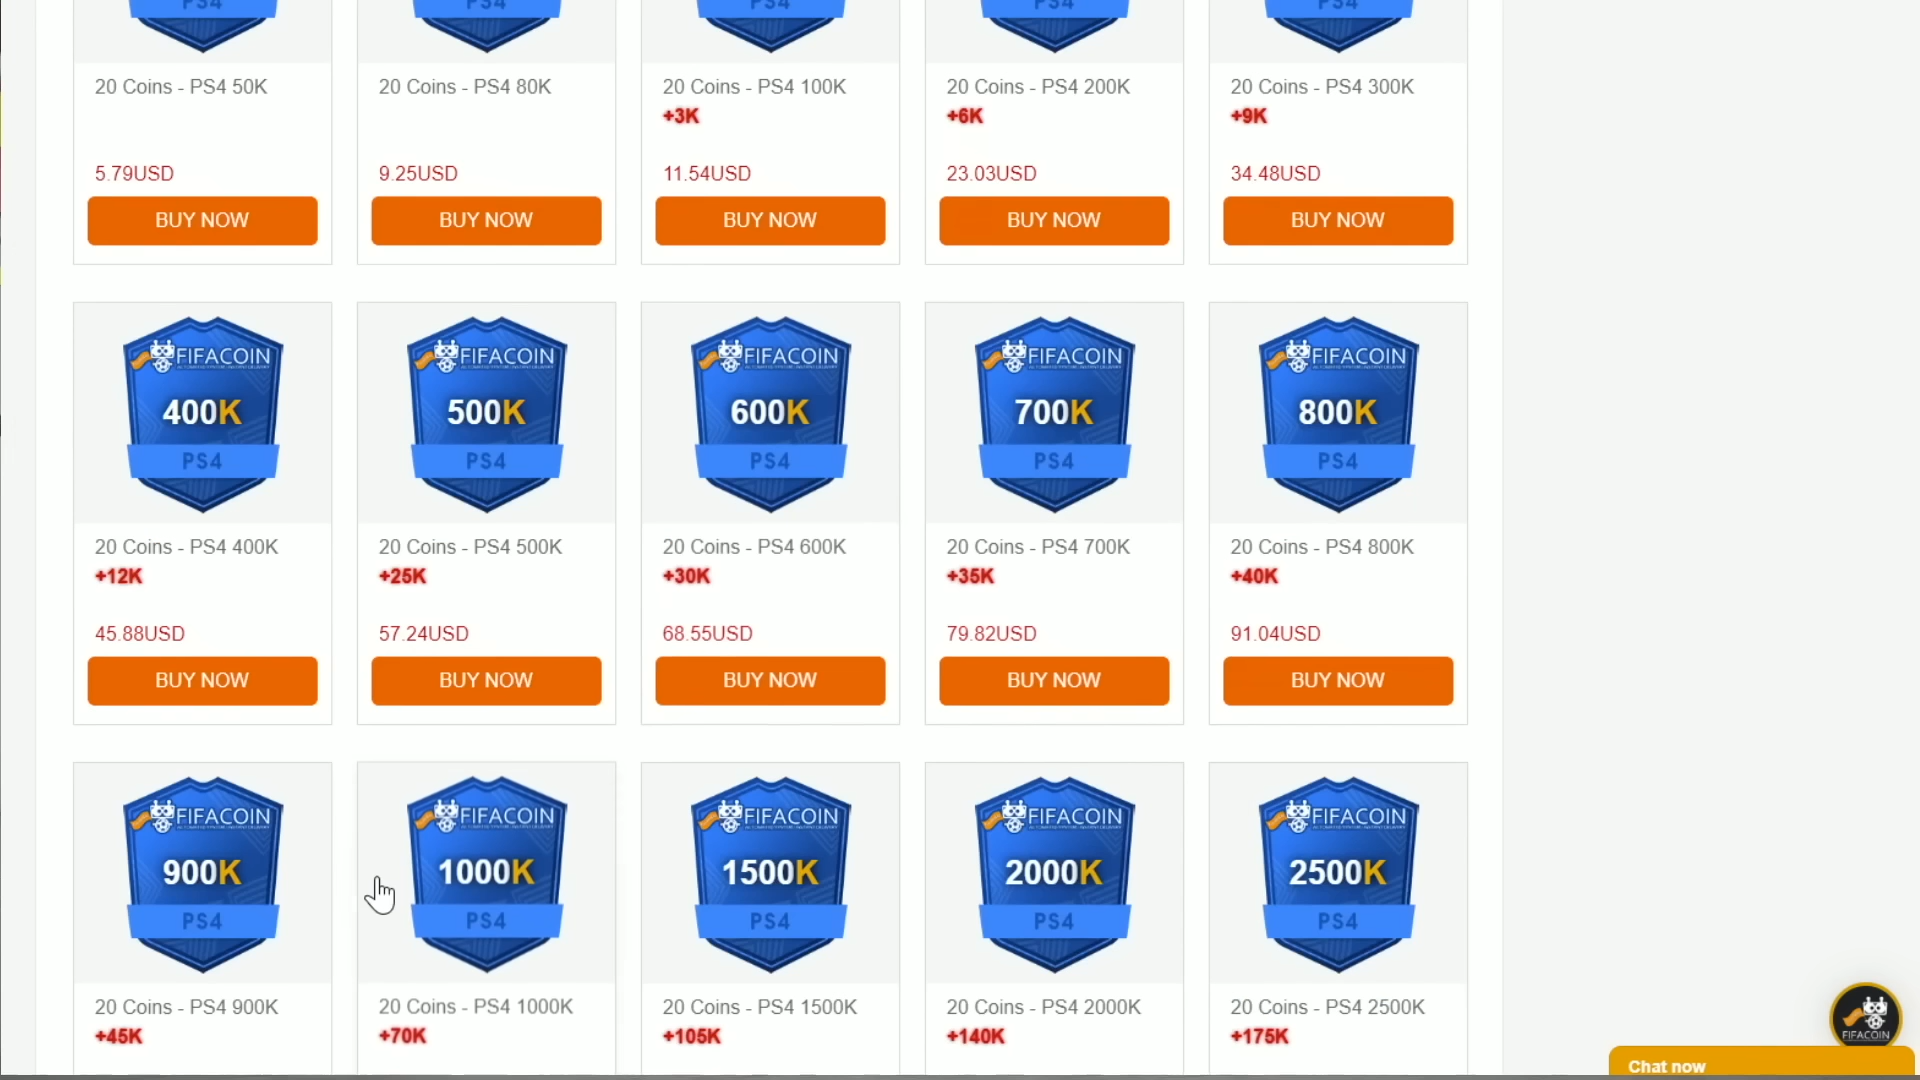 PS4 PS4 PS4 PS4 PS4
20 Coins - PS4 50K
5.79USD
BUY NOW
20 Coins - PS4 80K
9.25USD
BUY NOW
20 Coins - PS4 100K
+3K
11.54USD
BUY NOW
20 Coins - PS4 200K
+6K
23.03USD
BUY NOW
20 Coins - PS4 300K
+9K
34.48USD
BUY NOW
FIFACOIN
400K
PS4
20 Coins - PS4 400K
+12K
45.88USD
BUY NOW
FIFACOIN
500K
PS4
20 Coins - PS4 500K
+25K
57.24USD
BUY NOW
FIFACOIN
600K
PS4
20 Coins - PS4 600K
+30K
68.55USD
BUY NOW
FIFACOIN
700K
PS4
20 Coins - PS4 700K
+35K
79.82USD
BUY NOW
FIFACOIN
800K
PS4
20 Coins - PS4 800K
+40K
91.04USD
BUY NOW
FIFACOIN
900K
PS4
20 Coins - PS4 900K
+45K
FIFACOIN
1000K
PS4
20 Coins - PS4 1000K
+70K
FIFACOIN
1500K
PS4
20 Coins - PS4 1500K
+105K
FIFACOIN
2000K
PS4
20 Coins - PS4 2000K
+140K
FIFACOIN
2500K
PS4
20 Coins - PS4 2500K
+175K
FIFACOIN
Chat now